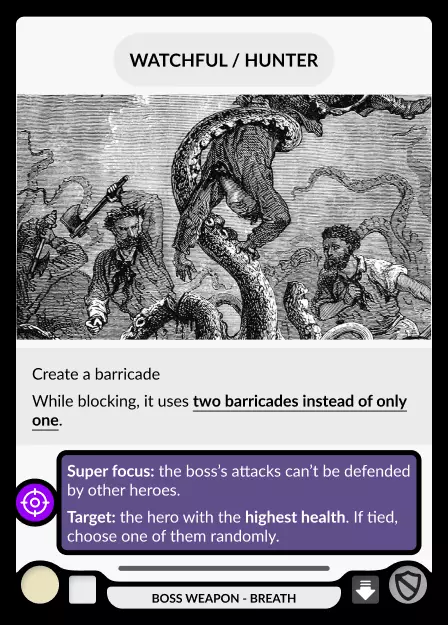 WATCHFUL / HUNTER
Create a barricade
While blocking, it uses two barricades instead of only
one.
Super focus: the boss's attacks can't be defended
by other heroes.
Target: the hero with the highest health. If tied,
choose one of them randomly.
BOSS WEAPON - BREATH